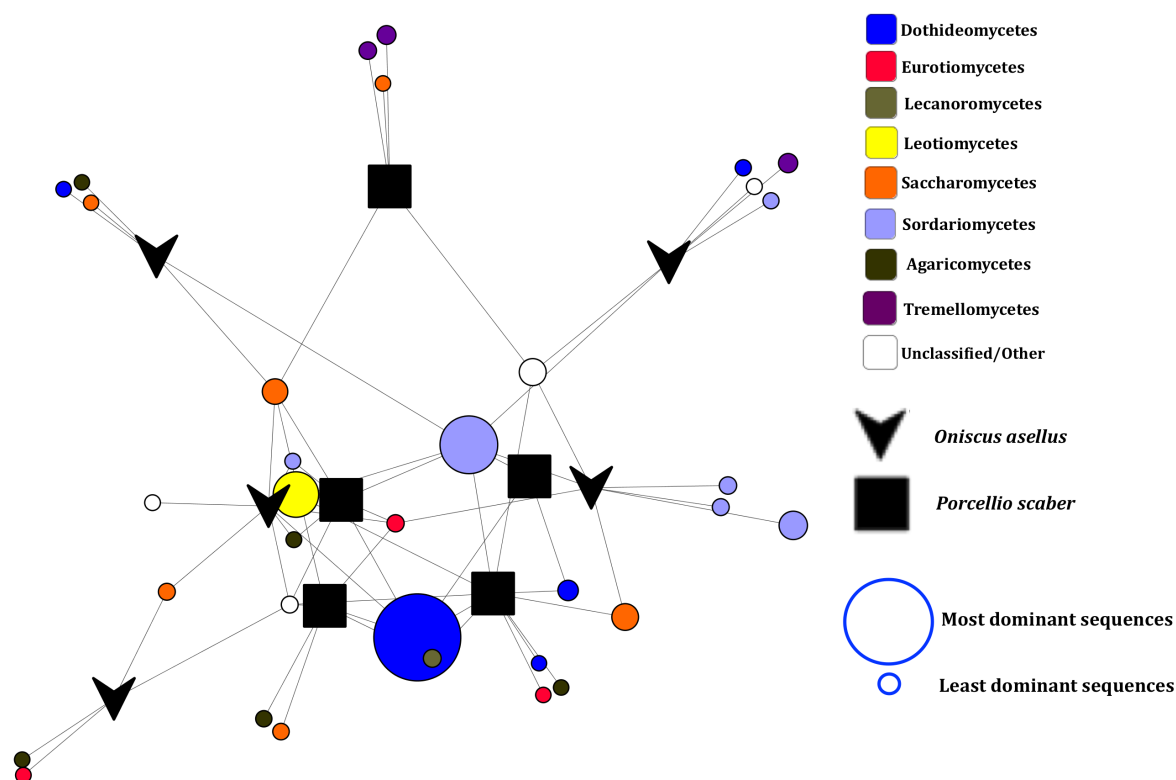 Dothideomycetes
Eurotiomycetes
Lecanoromycetes
Leotiomycetes
Saccharomycetes
Sordariomycetes
Agaricomycetes
Tremellomycetes
Unclassified/Other
Oniscus asellus
Porcellio scaber
Most dominant sequences
Least dominant sequences